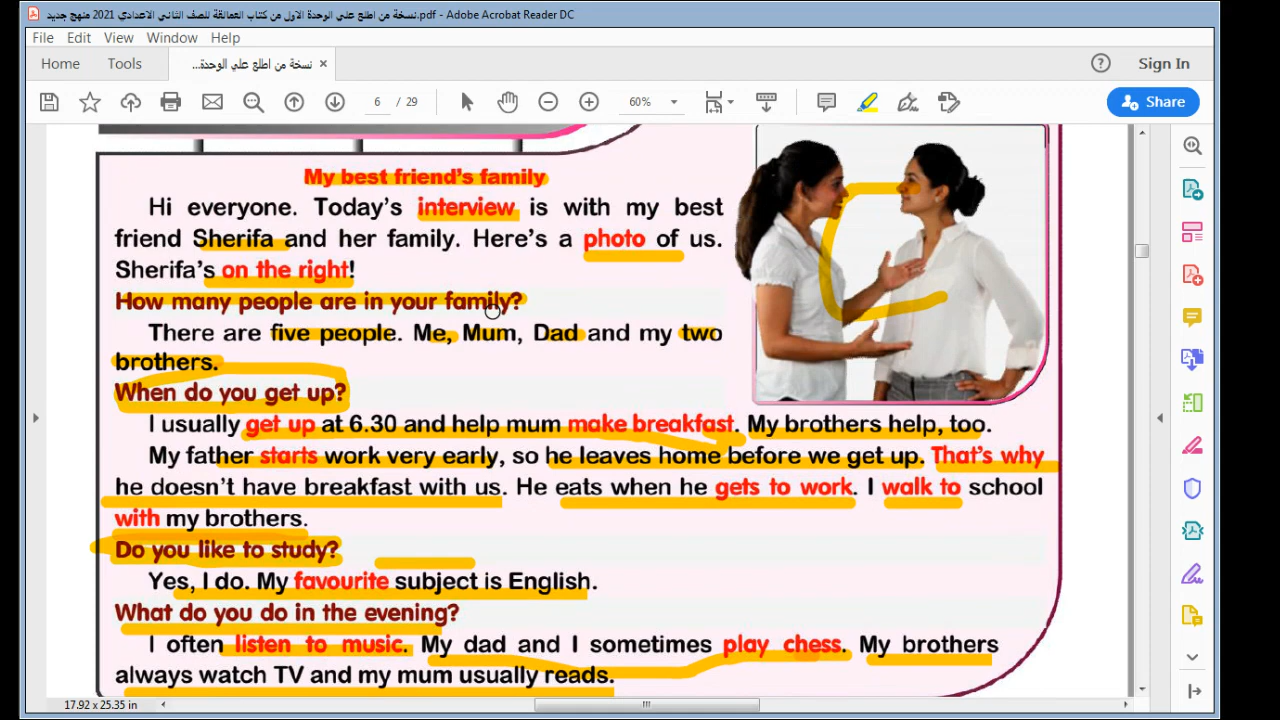 نسخة من اطلع علي الوحدة الاول من كتاب العمالقة للصف الثاني الاعدادي 2021 منهج جديد.pdf - Adobe Acrobat Reader DC
File Edit View Window Help
Home Tools نسخة من اطلع علي الوحدة... × Sign In
6 / 29 60% Share
My best friend's family
Hi everyone. Today's interview is with my best
friend Sherifa and her family. Here's a photo of us.
Sherifa's on the right!
How many people are in your family?
There are five people. Me, Mum, Dad and my two
brothers.
When do you get up?
I usually get up at 6.30 and help mum make breakfast. My brothers help, too.
My father starts work very early, so he leaves home before we get up. That's why
he doesn't have breakfast with us. He eats when he gets to work. I walk to school
with my brothers.
Do you like to study?
Yes, I do. My favourite subject is English.
What do you do in the evening?
I often listen to music. My dad and I sometimes play chess. My brothers
always watch TV and my mum usually reads.
17.92 x 25.35 in